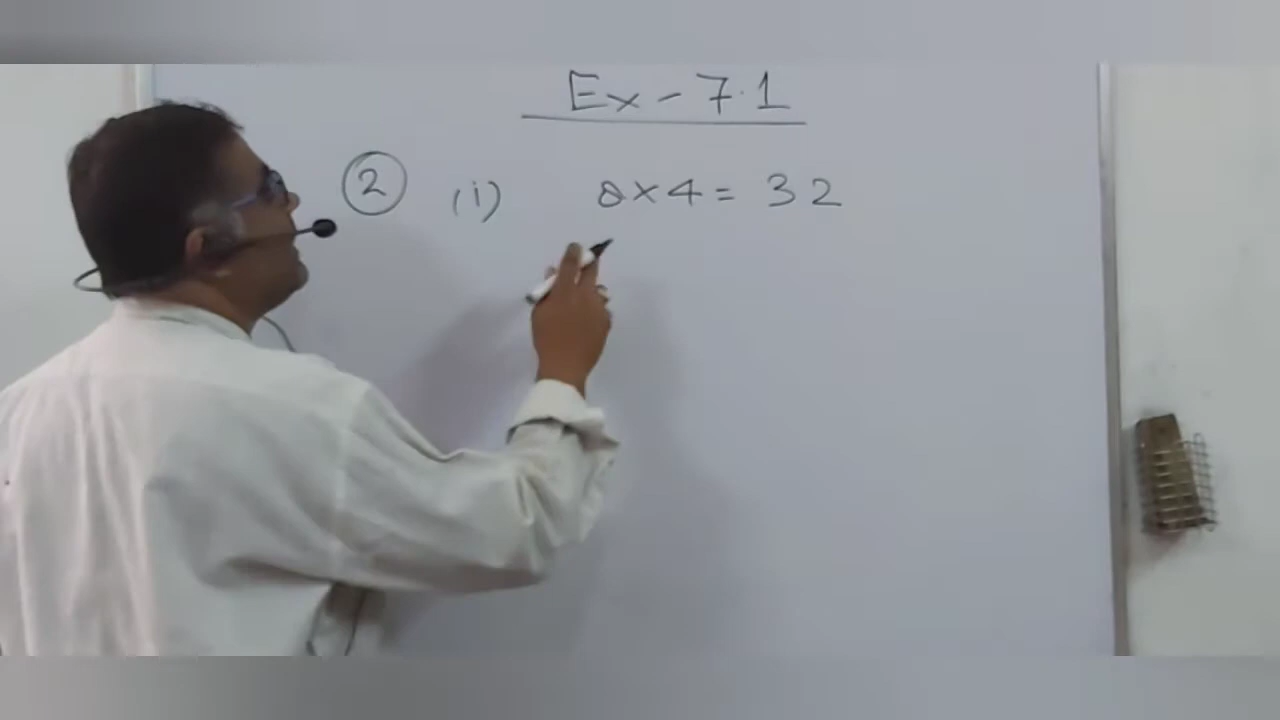 Ex - 7.1
2 (i) 8×4 = 32